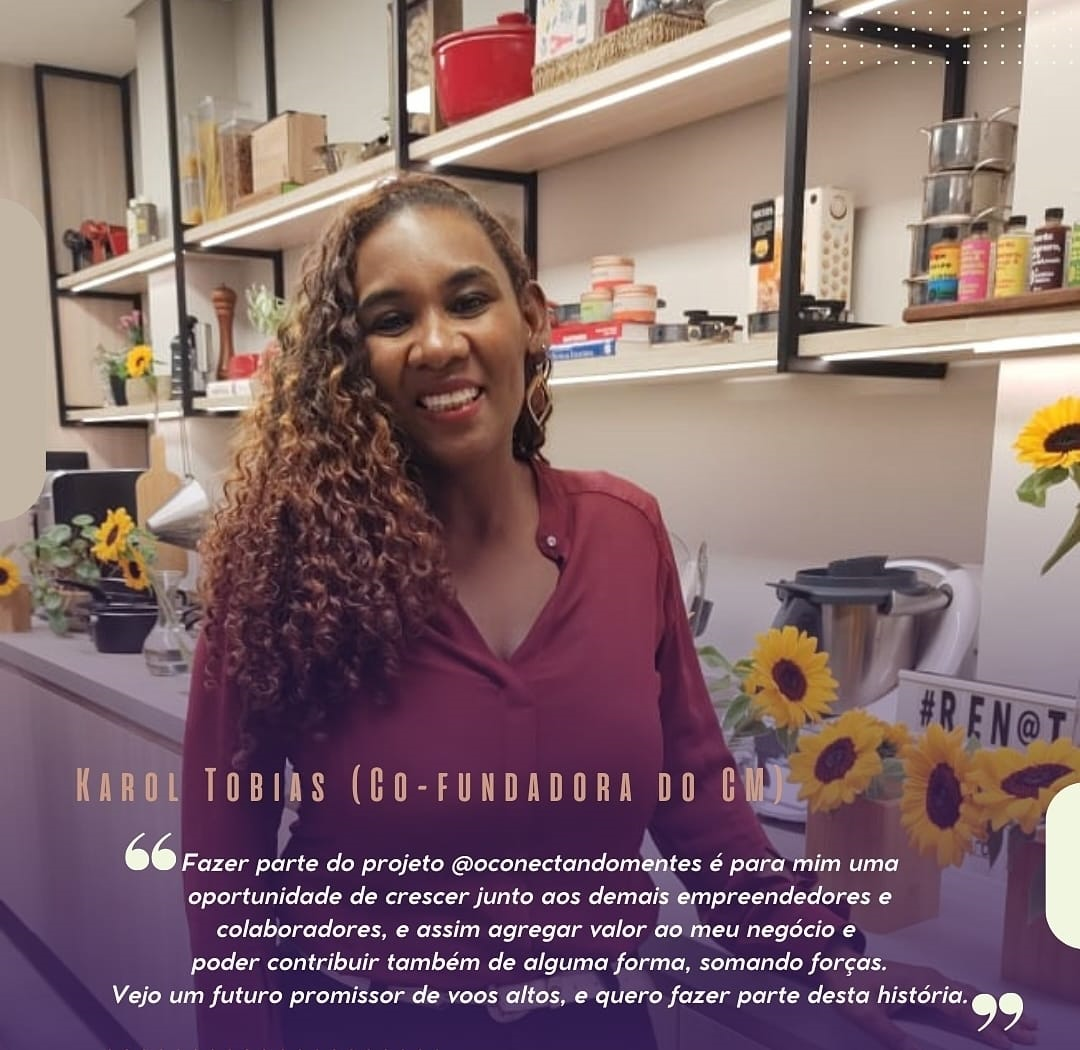 #REN@T
KAROL TOBIAS (CO-FUNDADORA DO CM)
“Fazer parte do projeto @oconectandomentes é para mim uma
oportunidade de crescer junto aos demais empreendedores e
colaboradores, e assim agregar valor ao meu negócio e
poder contribuir também de alguma forma, somando forças.
Vejo um futuro promissor de voos altos, e quero fazer parte desta história.”